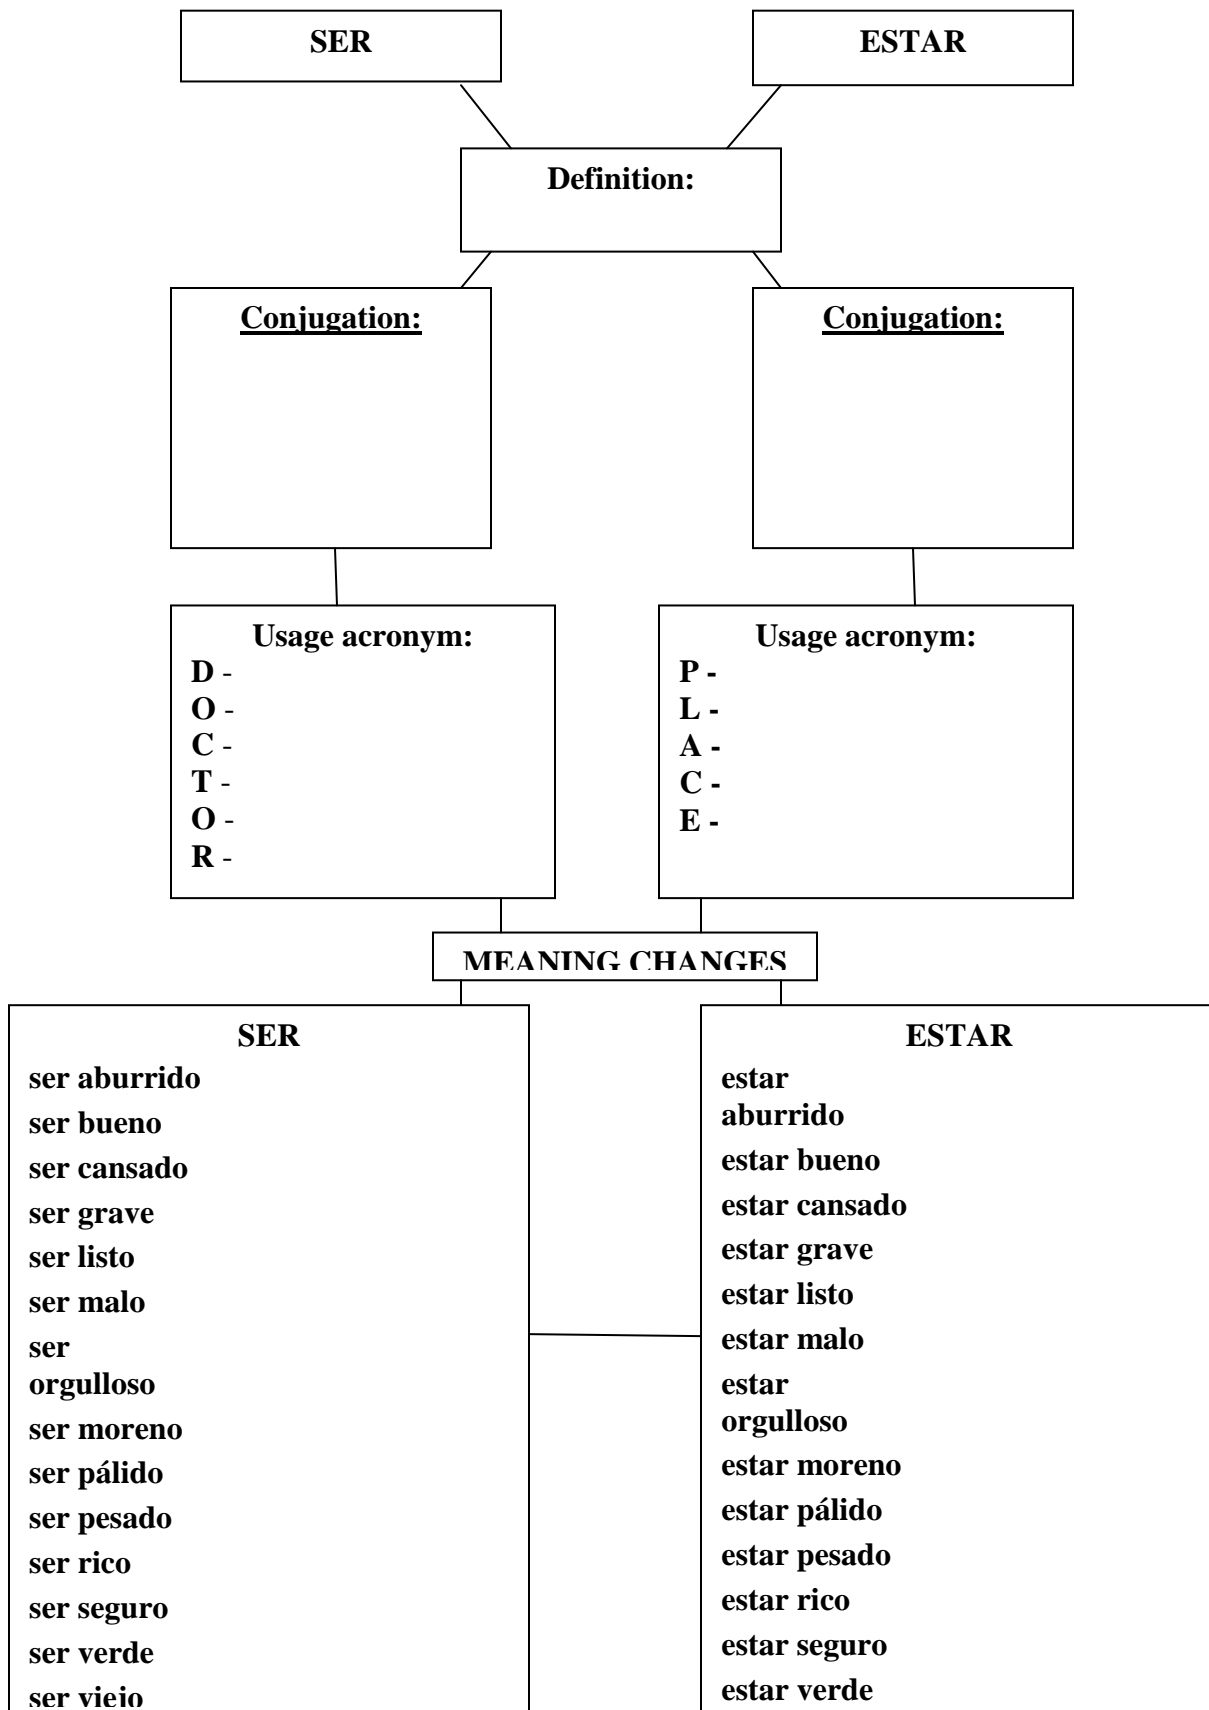 SER
ESTAR
Definition:
Conjugation:
Conjugation:
Usage acronym:
D -
O -
C -
T -
O -
R -
Usage acronym:
P -
L -
A -
C -
E -
MEANING CHANGES
SER
ser aburrido
ser bueno
ser cansado
ser grave
ser listo
ser malo
ser
orgulloso
ser moreno
ser pálido
ser pesado
ser rico
ser seguro
ser verde
ser viejo
ESTAR
estar
aburrido
estar bueno
estar cansado
estar grave
estar listo
estar malo
estar
orgulloso
estar moreno
estar pálido
estar pesado
estar rico
estar seguro
estar verde